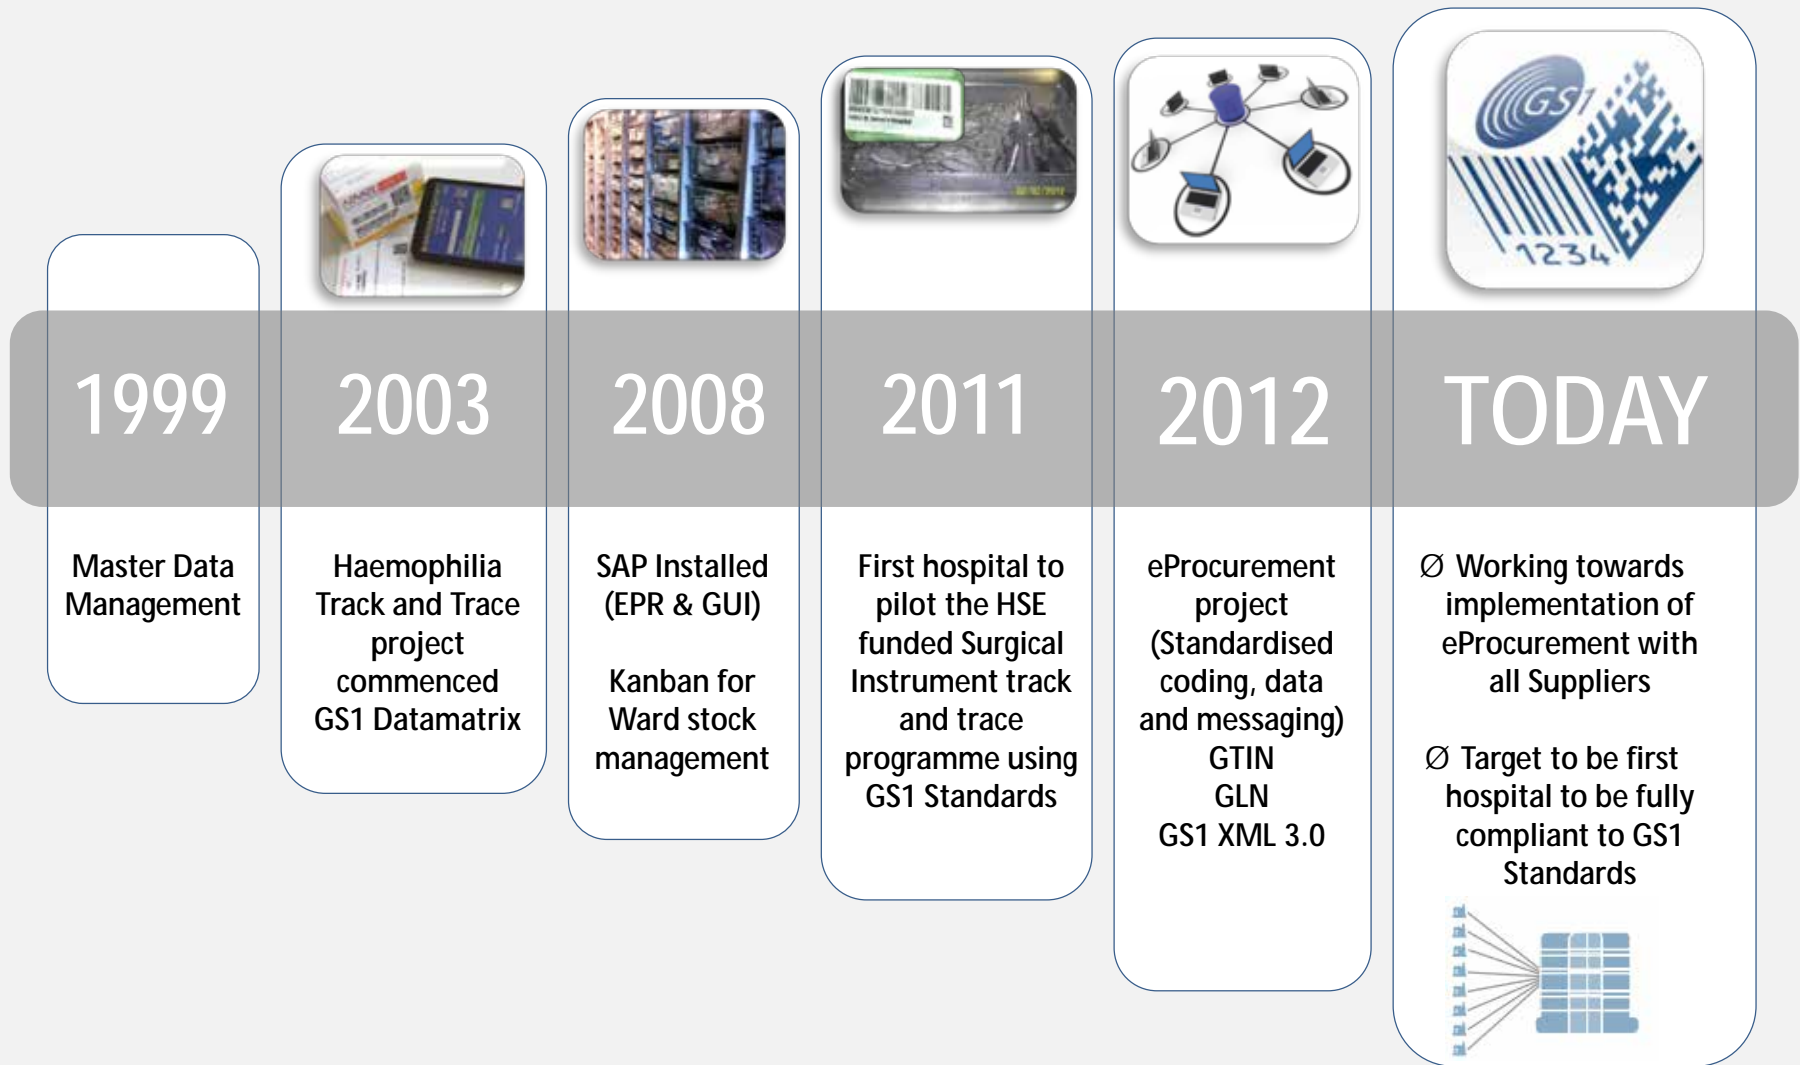 GS1
1234
1999
2003
2008
2011
2012
TODAY
Master Data
Management
Haemophilia
Track and Trace
project
commenced
GS1 Datamatrix
SAP Installed
(EPR & GUI)
Kanban for
Ward stock
management
First hospital to
pilot the HSE
funded Surgical
Instrument track
and trace
programme using
GS1 Standards
eProcurement
project
(Standardised
coding, data
and messaging)
GTIN
GLN
GS1 XML 3.0
Ø Working towards
implementation of
eProcurement with
all Suppliers
Ø Target to be first
hospital to be fully
compliant to GS1
Standards